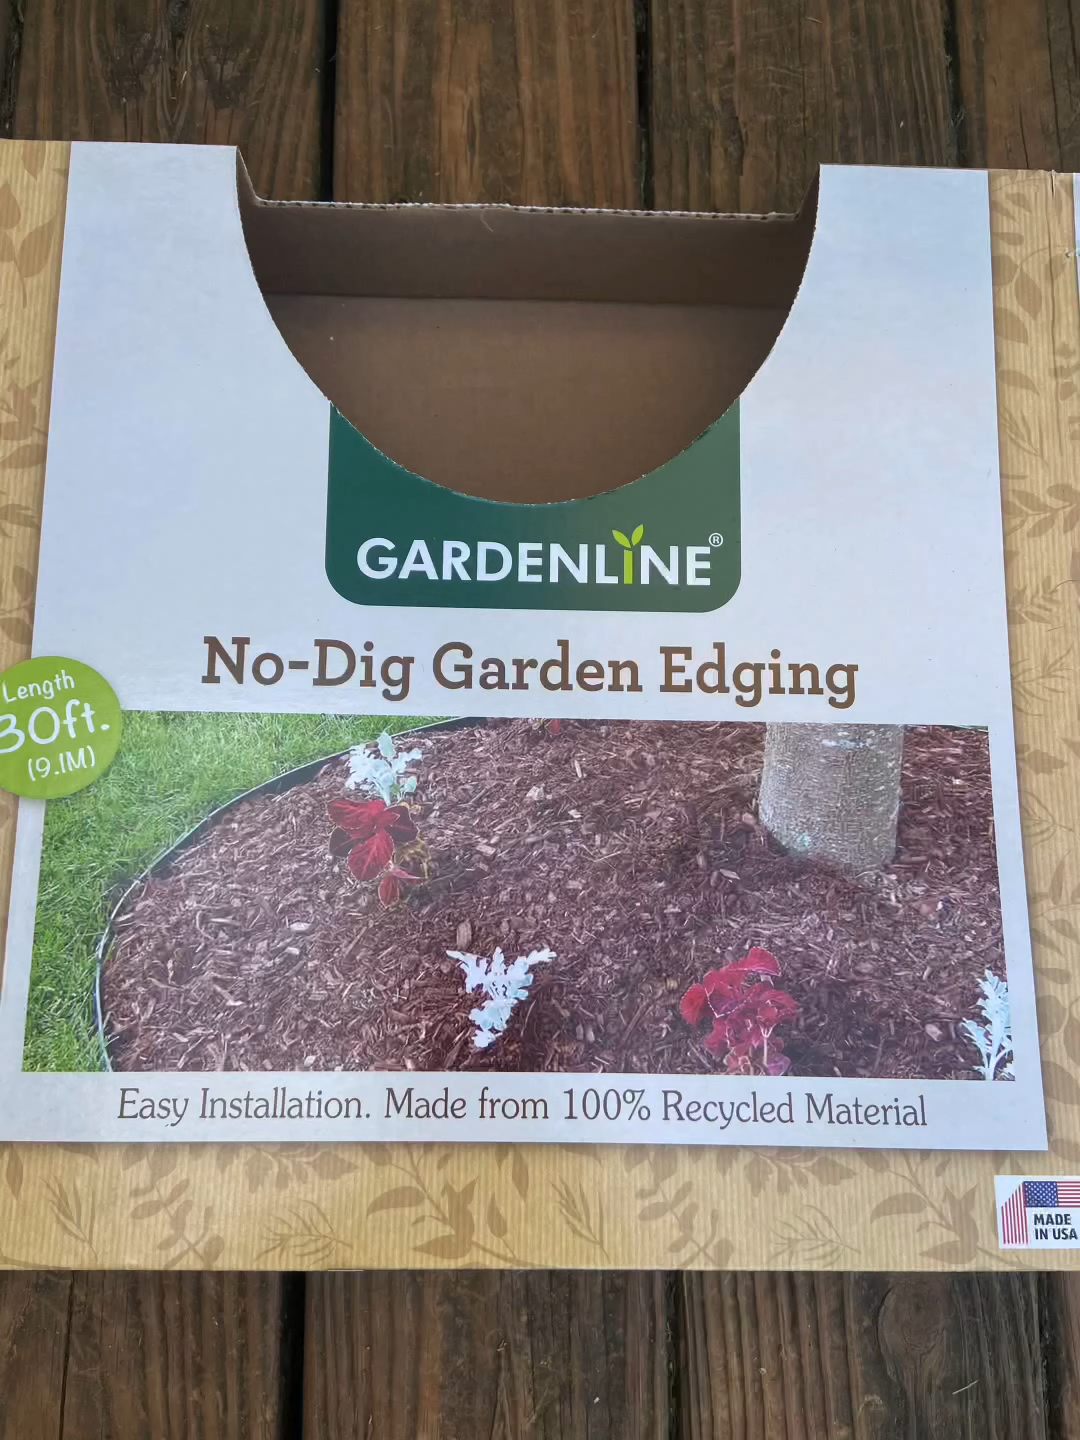 GARDENLINE®
No-Dig Garden Edging
Length
30ft.
(9.1M)
Easy Installation. Made from 100% Recycled Material
MADE
IN USA